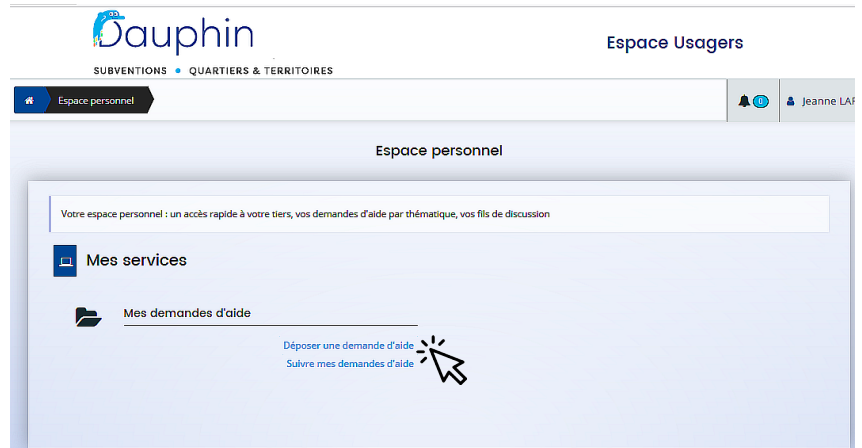 Dauphin
SUBVENTIONS • QUARTIERS & TERRITOIRES
Espace Usagers
Espace personnel
0
Jeanne LAF
Espace personnel
Votre espace personnel : un accès rapide à votre tiers, vos demandes d'aide par thématique, vos fils de discussion
Mes services
Mes demandes d'aide
Déposer une demande d'aide
Suivre mes demandes d'aide